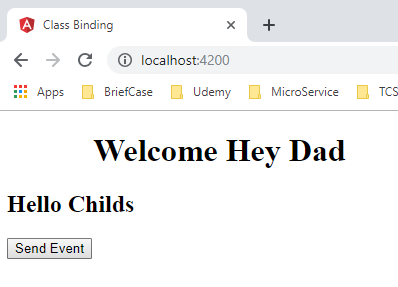 Class Binding
localhost:4200
Apps BriefCase Udemy MicroService TCS
Welcome Hey Dad
Hello Childs
Send Event